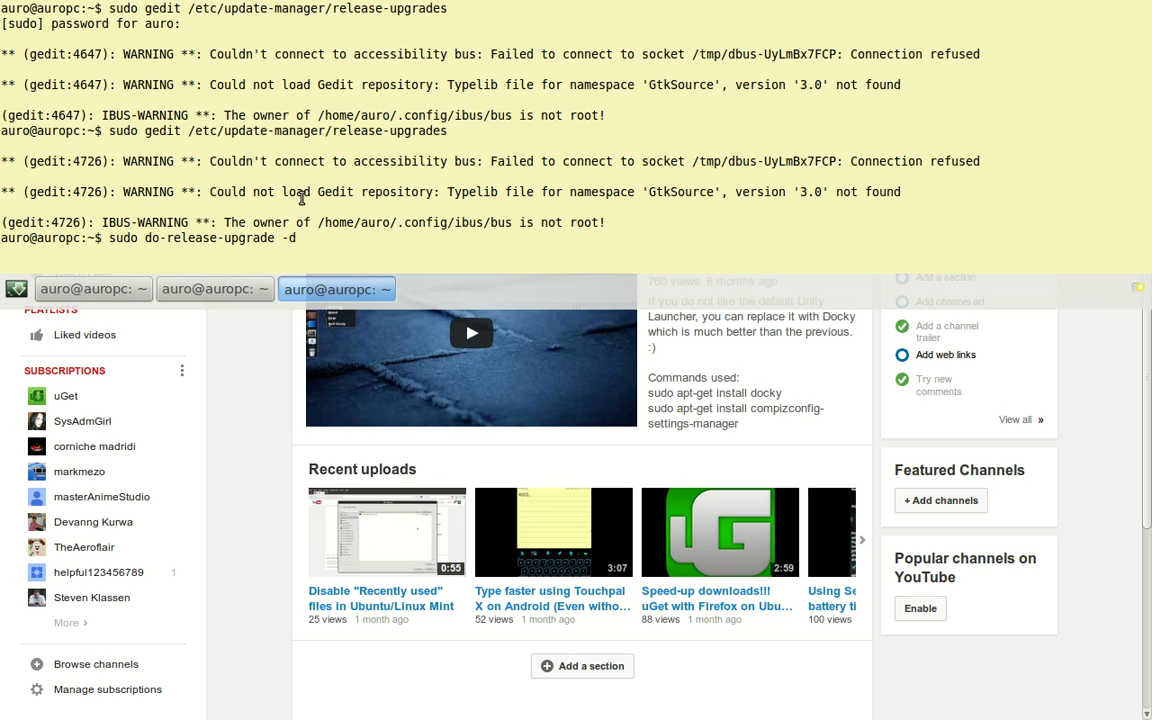 auro@auropc:~$ sudo gedit /etc/update-manager/release-upgrades
[sudo] password for auro:
** (gedit:4647): WARNING **: Couldn't connect to accessibility bus: Failed to connect to socket /tmp/dbus-UyLmBx7FCP: Connection refused
** (gedit:4647): WARNING **: Could not load Gedit repository: Typelib file for namespace 'GtkSource', version '3.0' not found
(gedit:4647): IBUS-WARNING **: The owner of /home/auro/.config/ibus/bus is not root!
auro@auropc:~$ sudo gedit /etc/update-manager/release-upgrades
** (gedit:4726): WARNING **: Couldn't connect to accessibility bus: Failed to connect to socket /tmp/dbus-UyLmBx7FCP: Connection refused
** (gedit:4726): WARNING **: Could not load Gedit repository: Typelib file for namespace 'GtkSource', version '3.0' not found
(gedit:4726): IBUS-WARNING **: The owner of /home/auro/.config/ibus/bus is not root!
auro@auropc:~$ sudo do-release-upgrade -d
auro@auropc: ~
auro@auropc: ~
auro@auropc: ~
PLAYLISTS
Liked videos
SUBSCRIPTIONS
uGet
SysAdmGirl
corniche madridi
markmezo
masterAnimeStudio
Devanng Kurwa
TheAeroflair
helpful123456789 1
Steven Klassen
More ›
Browse channels
Manage subscriptions
760 views 6 months ago
If you do not like the default Unity
Launcher, you can replace it with Docky
which is much better than the previous.
:)
Commands used:
sudo apt-get install docky
sudo apt-get install compizconfig-
settings-manager
Recent uploads
0:55
Disable "Recently used"
files in Ubuntu/Linux Mint
25 views 1 month ago
3:07
Type faster using Touchpal
X on Android (Even witho...
52 views 1 month ago
2:59
Speed-up downloads!!!
uGet with Firefox on Ubu...
88 views 1 month ago
Using Se
battery ti
100 views
Add a section
Add a section
Add channel art
Add a channel
trailer
Add web links
Try new
comments
View all »
Featured Channels
+ Add channels
Popular channels on
YouTube
Enable